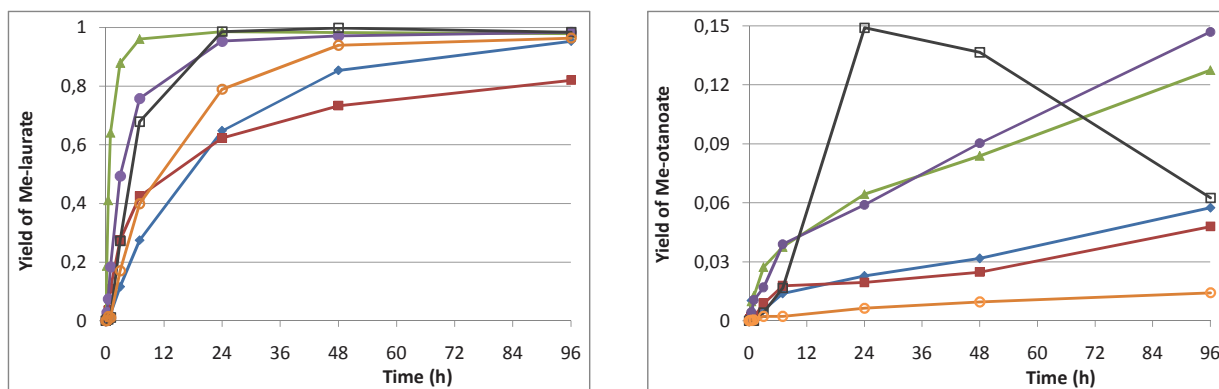 Yield of Me-laurate
1
0,8
0,6
0,4
0,2
0
0 12 24 36 48 60 72 84 96
Time (h)
Yield of Me-otanoate
0,15
0,12
0,09
0,06
0,03
0
0 12 24 36 48 60 72 84 96
Time (h)